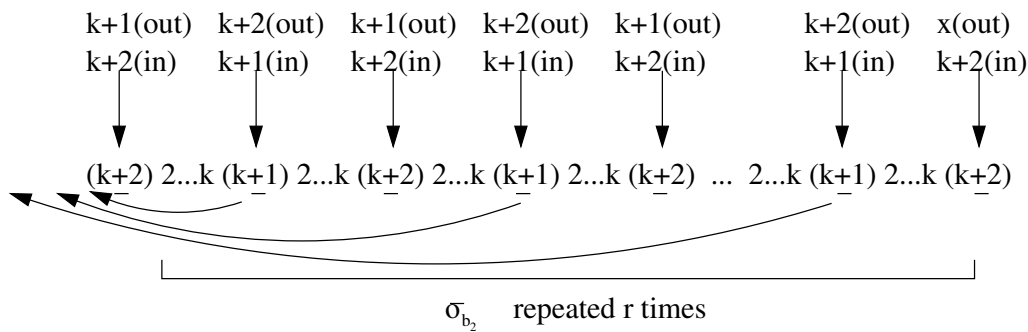 k+1(out) k+2(out) k+1(out) k+2(out) k+1(out) k+2(out) x(out)
k+2(in) k+1(in) k+2(in) k+1(in) k+2(in) k+1(in) k+2(in)
(k+2) 2...k (k+1) 2...k (k+2) 2...k (k+1) 2...k (k+2) ... 2...k (k+1) 2...k (k+2)
σ̄_b₂ repeated r times